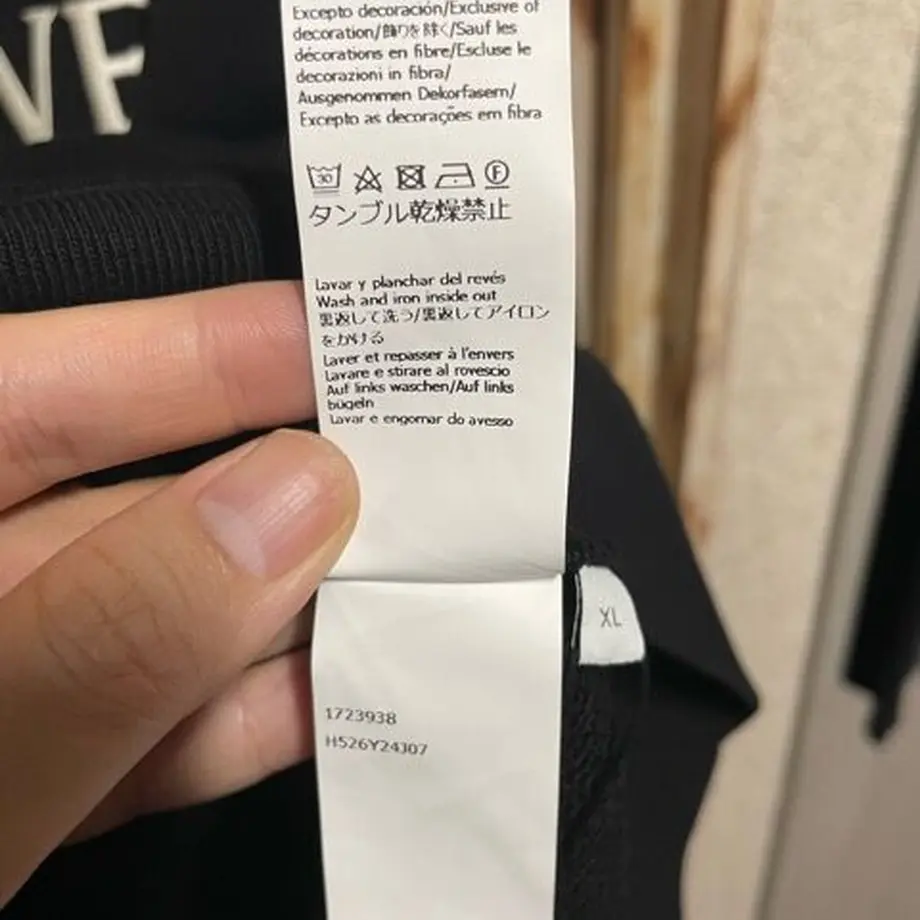 WF
Excepto decoración/Exclusive of
decoration/飾りを除く/Sauf les
décorations en fibre/Escluse le
decorazioni in fibra/
Ausgenommen Dekorfasern/
Excepto as decorações em fibra
30 F
タンブル乾燥禁止
Lavar y planchar del revés
Wash and iron inside out
裏返して洗う/裏返してアイロン
をかける
Laver et repasser à l'envers
Lavare e stirare al rovescio
Auf links waschen/Auf links
bügeln
Lavar e engomar do avesso
XL
1723938
H526Y24J07